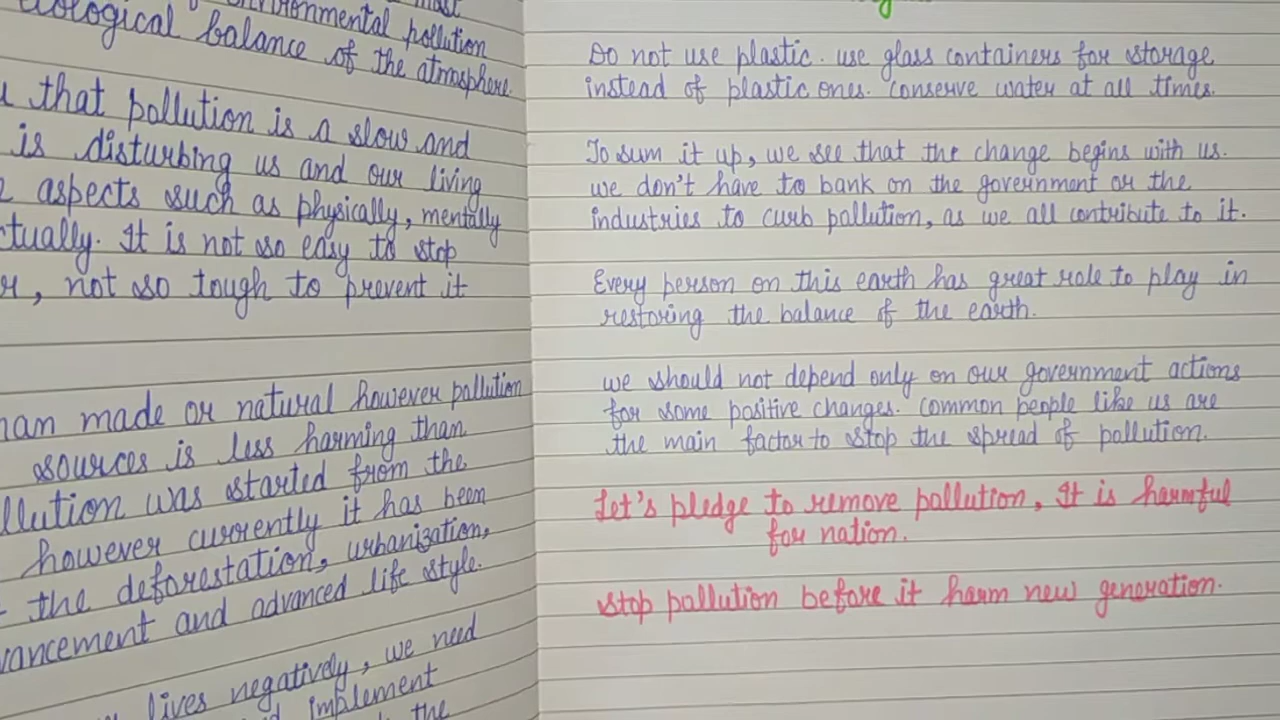 environmental pollution
balance of the atmosphere.
that pollution is a slow and
is disturbing us and our living
aspects such as physically, mentally
It is not so easy to stop
, not so tough to prevent it
made or natural however pollution
sources is less harming than
was started from the
however currently it has been
the deforestation, urbanization,
and advanced life style.
lives negatively, we need
implement
the
Do not use plastic. use glass containers for storage
instead of plastic ones. conserve water at all times.
To sum it up, we see that the change begins with us.
we don't have to bank on the government or the
industries to curb pollution, as we all contribute to it.
Every person on this earth has great role to play in
restoring the balance of the earth.
we should not depend only on our government actions
for some positive changes. common people like us are
the main factor to stop the spread of pollution.
Let's pledge to remove pollution, It is harmful
for nation.
stop pollution before it harm new generation.